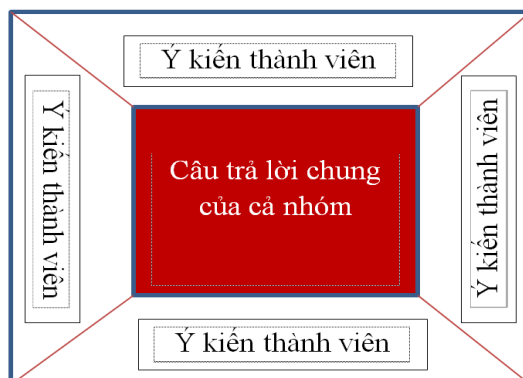 Ý kiến thành viên
Ý kiến thành viên
Câu trả lời chung
của cả nhóm
Ý kiến thành viên
Ý kiến thành viên